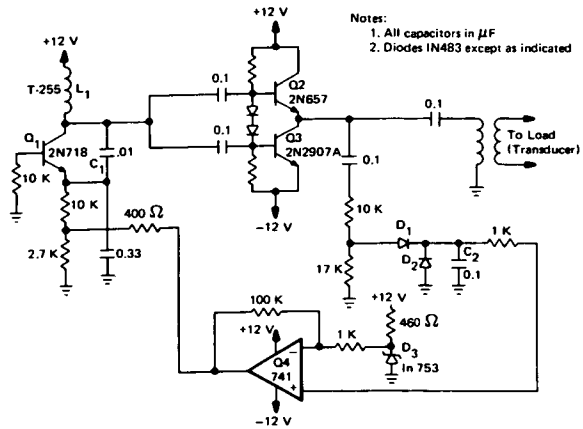 Notes:
1. All capacitors in μF
2. Diodes IN483 except as indicated
+12 V
+12 V
T-255
L1
0.1
Q2
2N657
0.1
Q1
2N718
.01
C1
0.1
Q3
2N2907A
To Load
(Transducer)
0.1
10 K
10 K
400 Ω
-12 V
10 K
D1
1 K
2.7 K
0.33
17 K
D2
C2
0.1
100 K
+12 V
+12 V
460 Ω
1 K
D3
In 753
Q4
741
−
+
-12 V